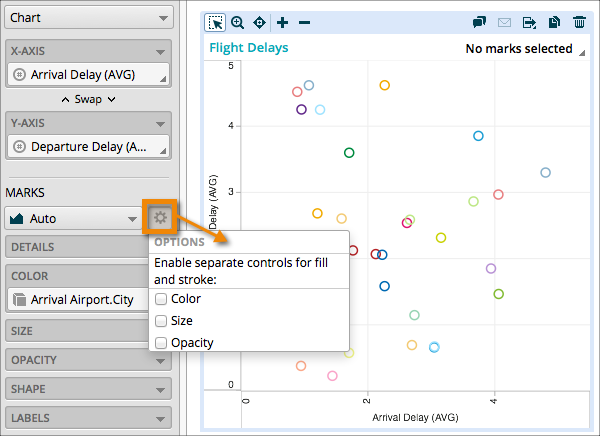 Chart
X-AXIS
Arrival Delay (AVG)
Swap
Y-AXIS
Departure Delay (A...
MARKS
Auto
DETAILS
COLOR
Arrival Airport.City
SIZE
OPACITY
SHAPE
LABELS
OPTIONS
Enable separate controls for fill
and stroke:
Color
Size
Opacity
Flight Delays
No marks selected
5
4
3
2
0
Delay (AVG)
0
2
4
Arrival Delay (AVG)